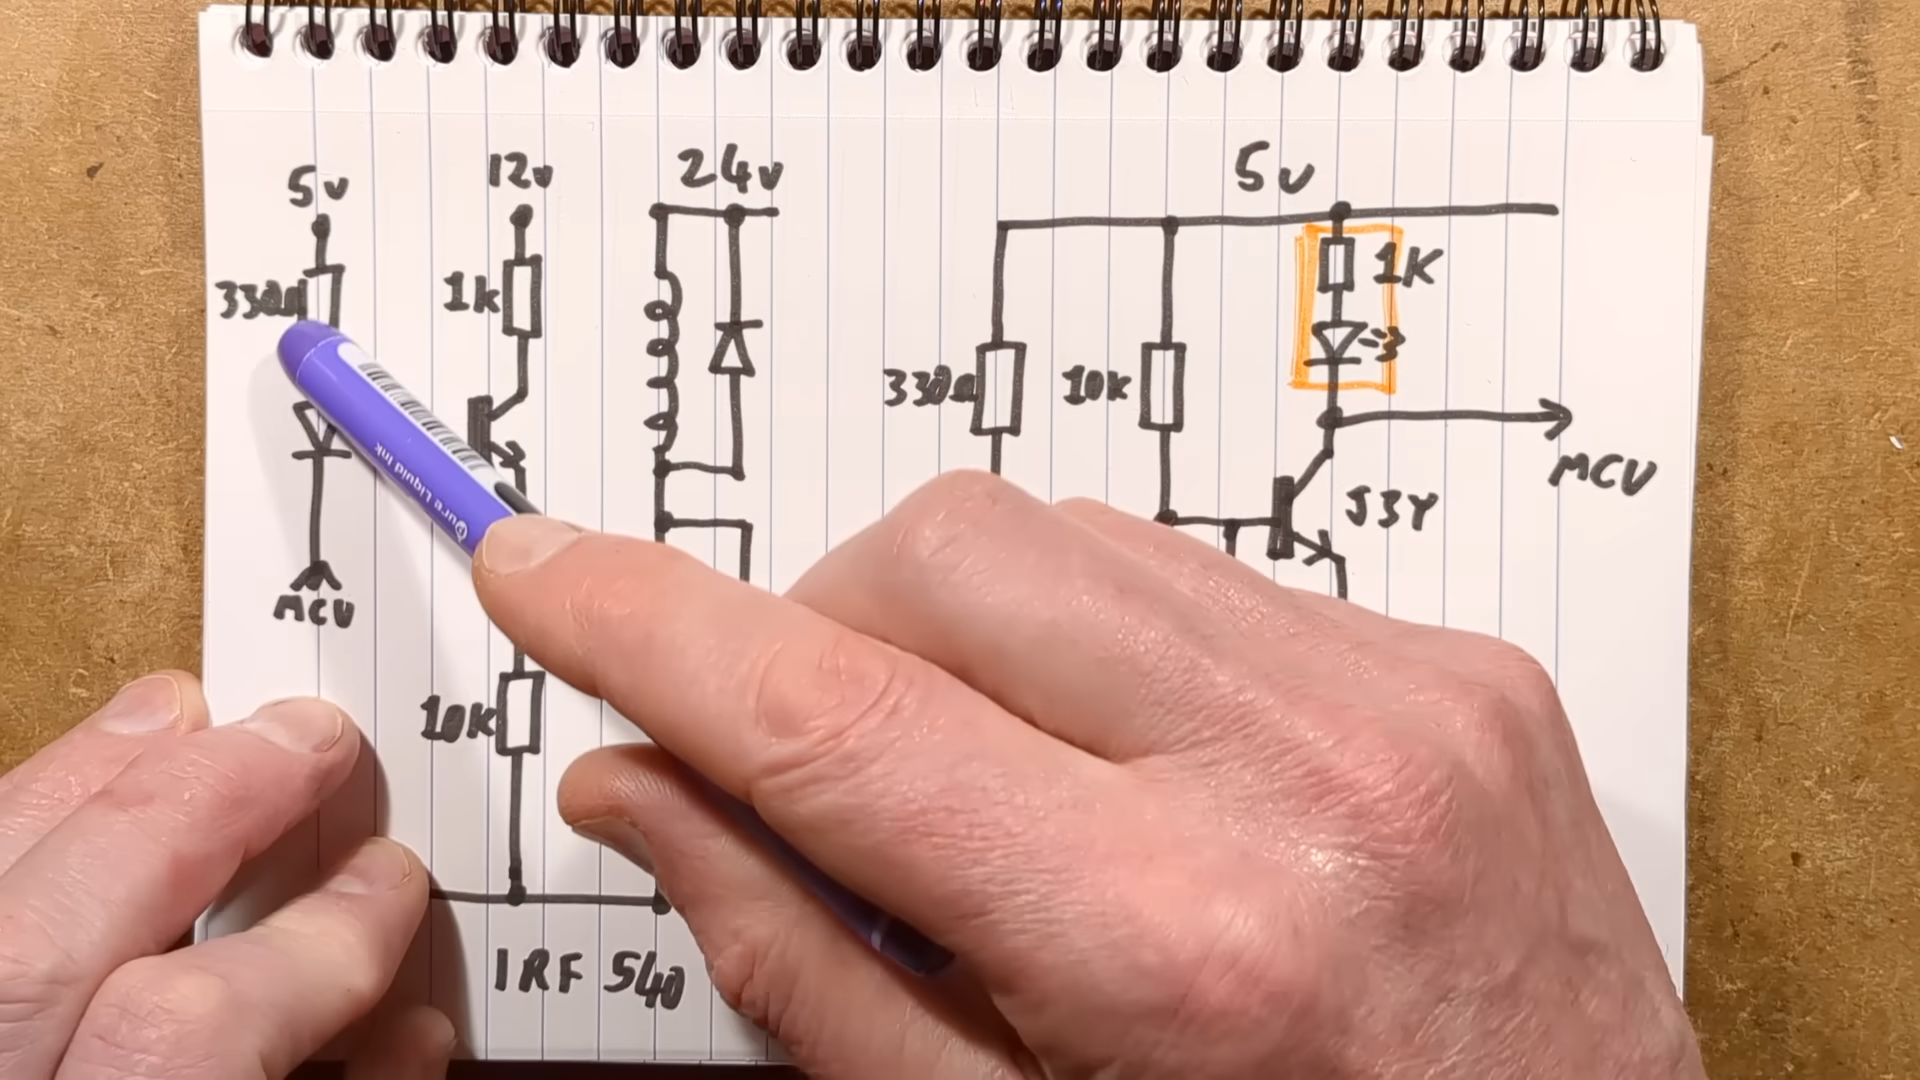 5v
12v
24v
5v
330Ω
1k
1K
330Ω
10k
MCU
J3Y
MCU
10K
IRF 540
Pure Liquid Ink